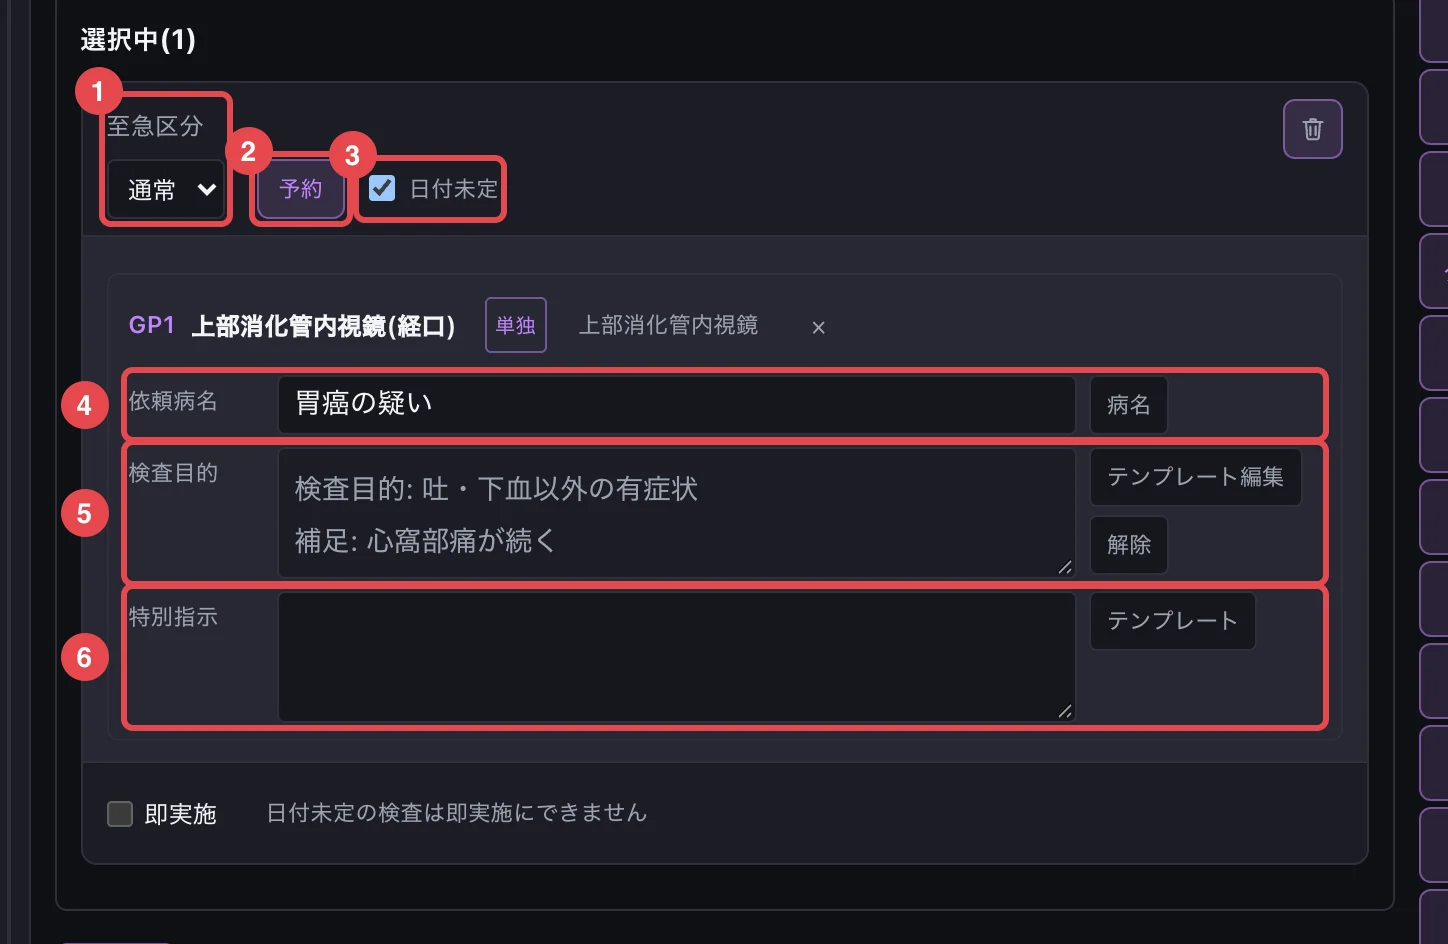 選択中(1)
1
至急区分
2
3
通常
予約
日付未定
GP1 上部消化管内視鏡(経口) 単独 上部消化管内視鏡 ×
4
依頼病名 胃癌の疑い 病名
5
検査目的 検査目的: 吐・下血以外の有症状 テンプレート編集
補足: 心窩部痛が続く 解除
6
特別指示 テンプレート
即実施 日付未定の検査は即実施にできません